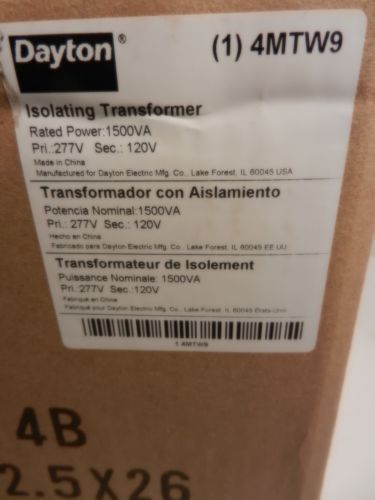 Dayton® (1) 4MTW9
Isolating Transformer
Rated Power:1500VA
Pri.:277V Sec.: 120V
Made in China
Manufactured for Dayton Electric Mfg. Co., Lake Forest, IL 60045 USA
Transformador con Aislamiento
Potencia Nominal:1500VA
Pri.: 277V Sec.: 120V
Hecho en China
Fabricado para Dayton Electric Mfg. Co., Lake Forest, IL 60045 EE.UU.
Transformateur de Isolement
Puissance Nominale: 1500VA
Pri.:277V Sec.:120V
Fabriqué en China
Fabriqué pour Dayton Electric Mfg. Co., Lake Forest, IL 60045 États-Unis
1 4MTW9
4B
2.5X26